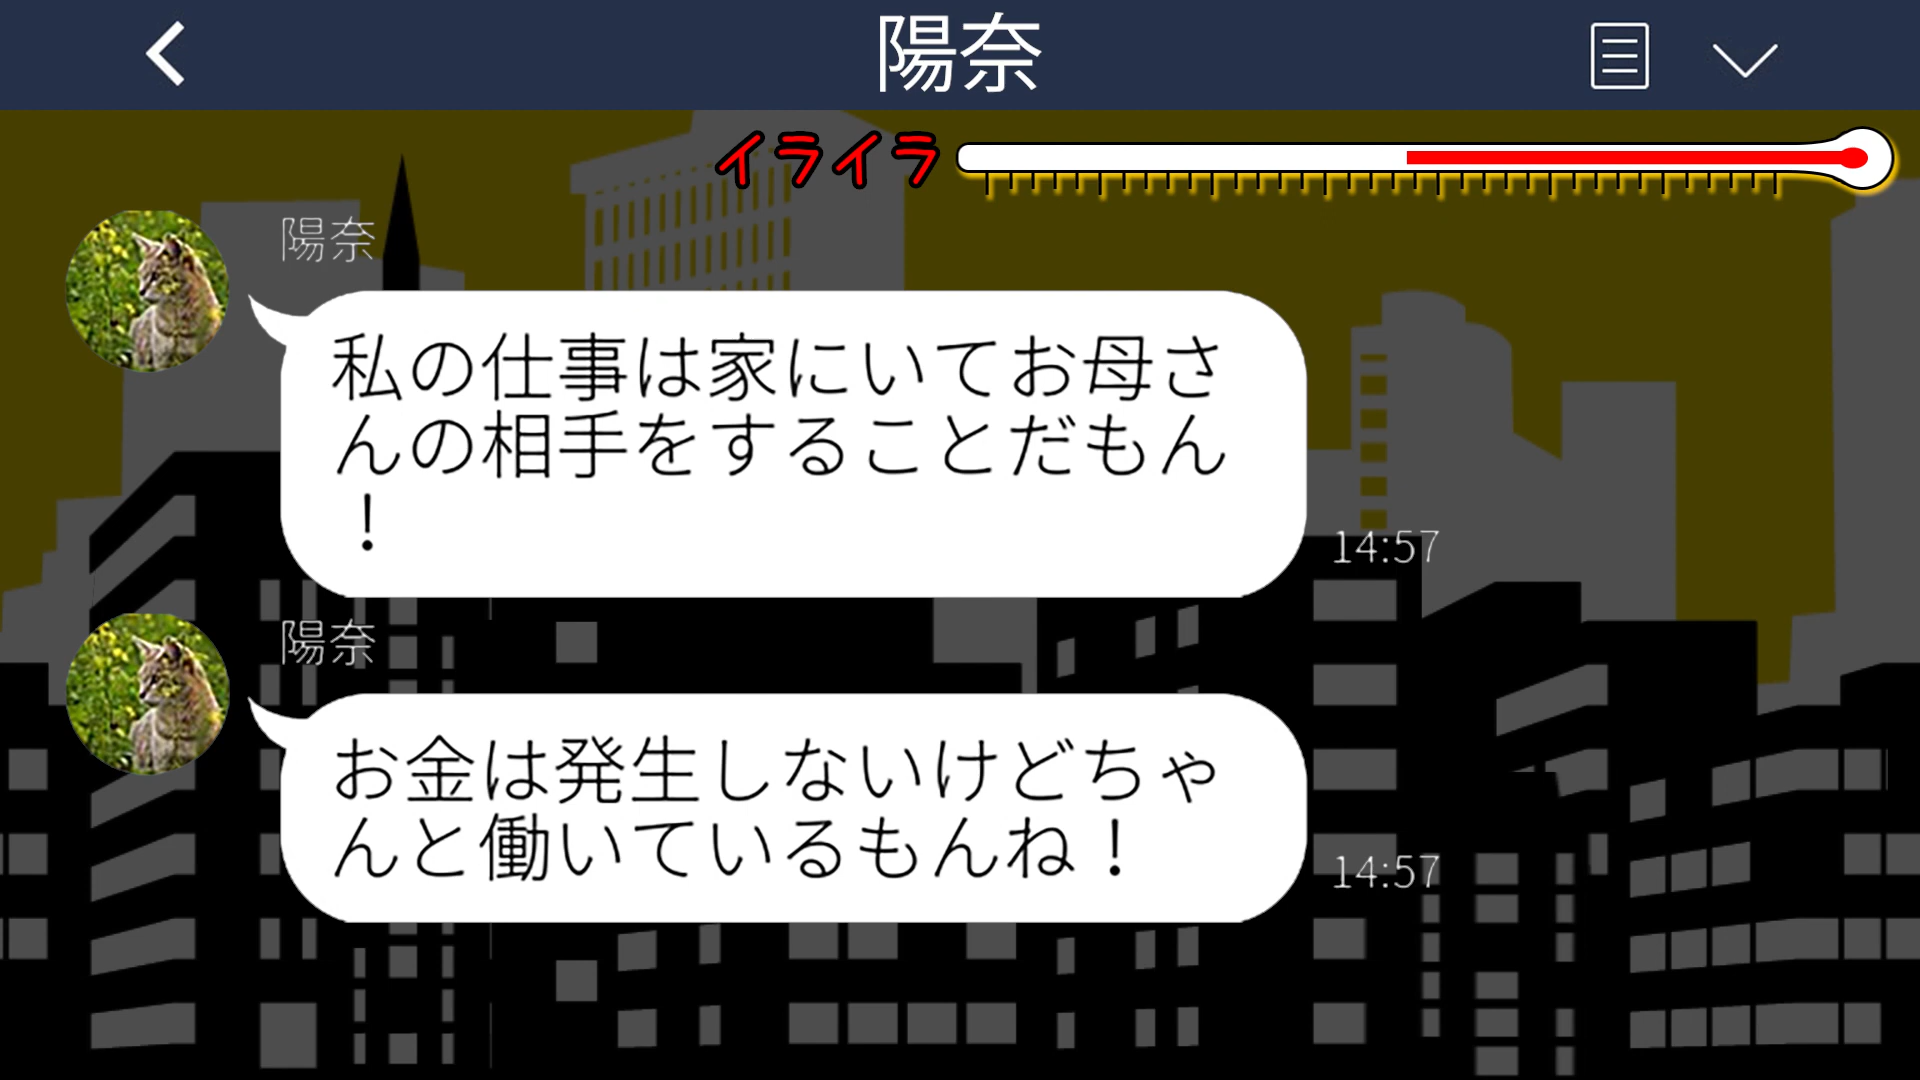 陽奈
イライラ
陽奈
私の仕事は家にいてお母さ
んの相手をすることだもん
！
14:57
陽奈
お金は発生しないけどちゃ
んと働いているもんね！
14:57